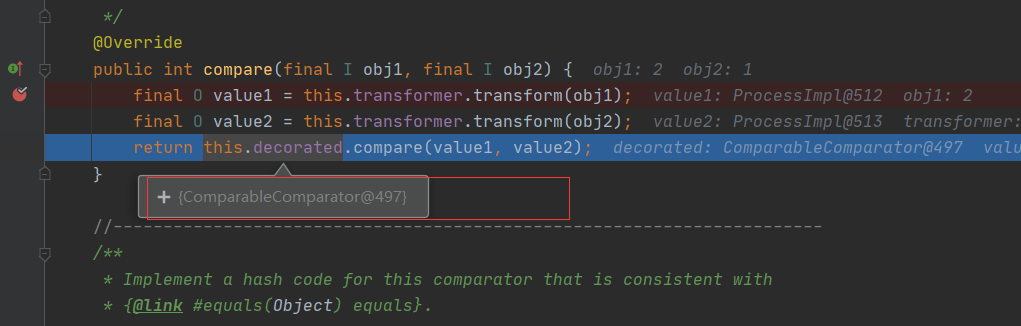 */
@Override
public int compare(final I obj1, final I obj2) {  obj1: 2  obj2: 1
final O value1 = this.transformer.transform(obj1);  value1: ProcessImpl@512  obj1: 2
final O value2 = this.transformer.transform(obj2);  value2: ProcessImpl@513  transformer:
return this.decorated.compare(value1, value2);  decorated: ComparableComparator@497  valu
}
+ {ComparableComparator@497}
//-----------------------------------------------------------------------
/**
* Implement a hash code for this comparator that is consistent with
* {@link #equals(Object) equals}.